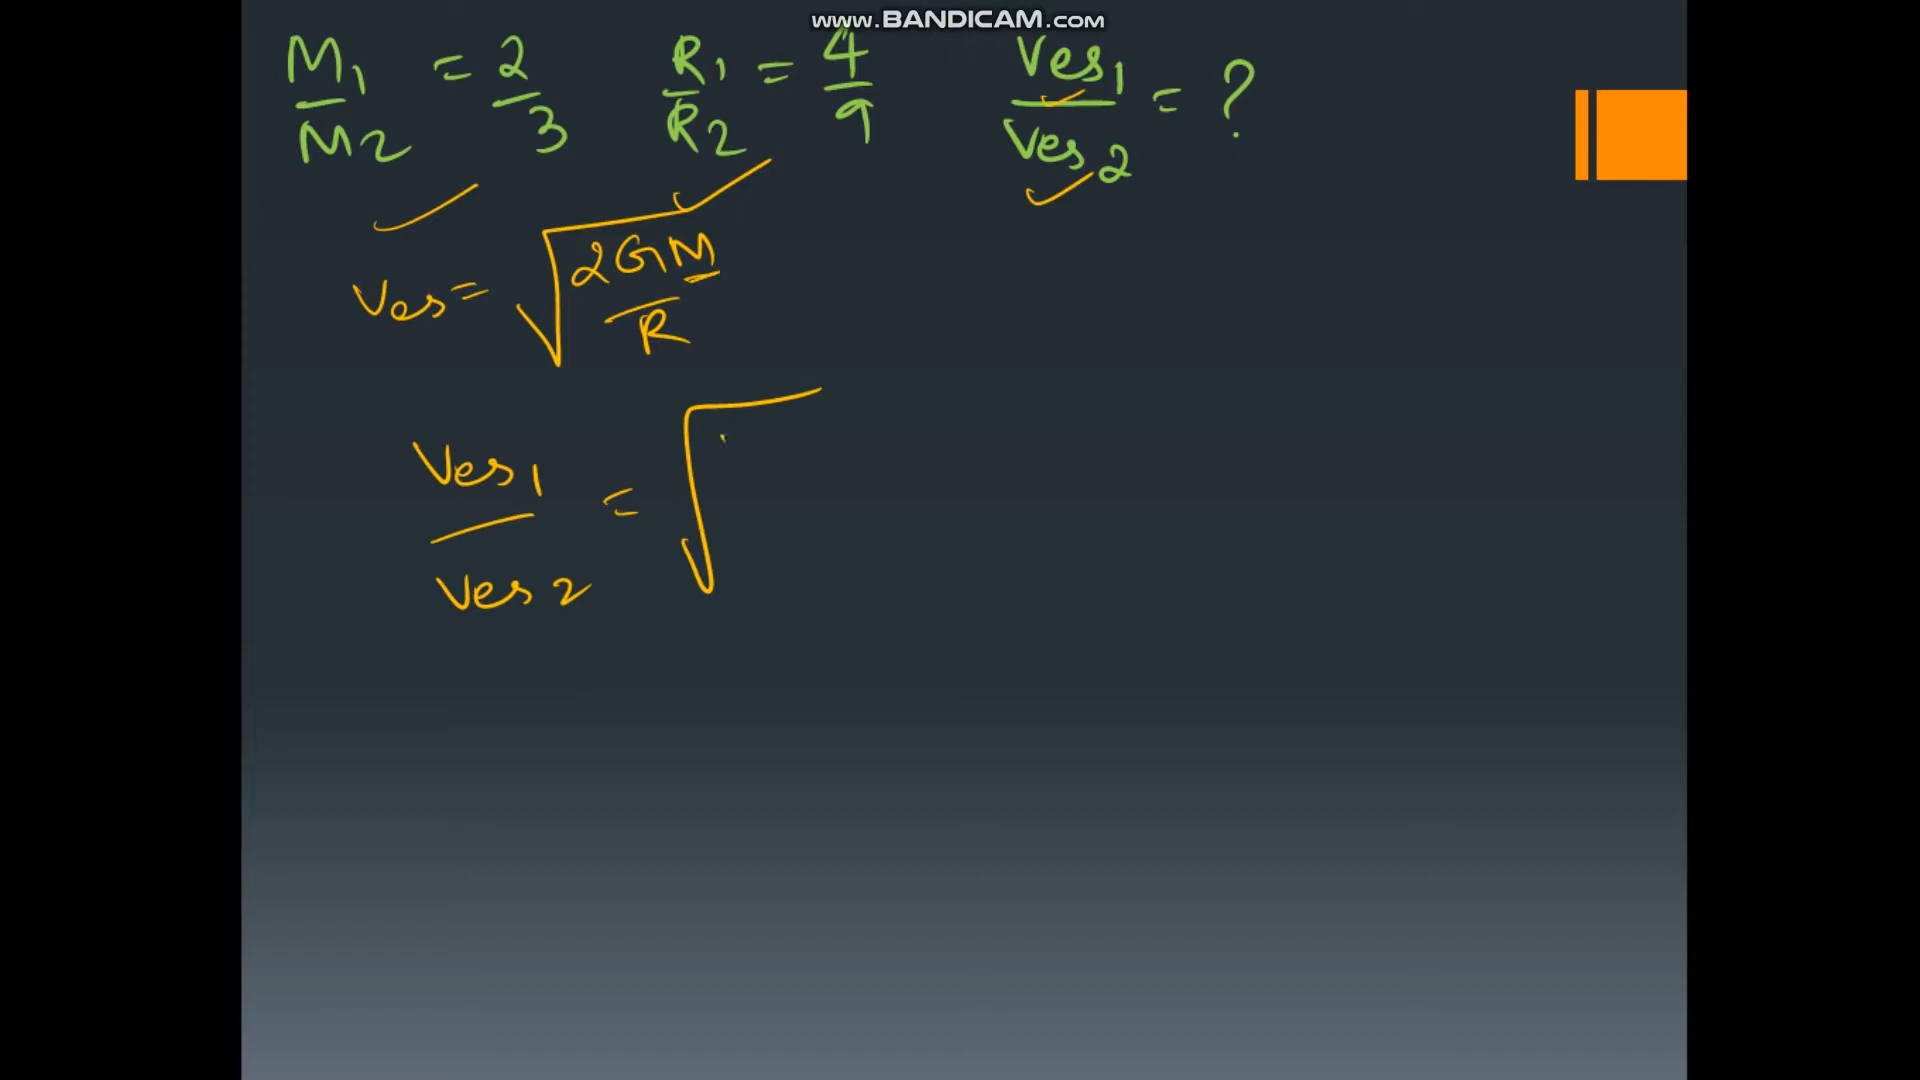 www.BANDICAM.com
M1/M2 = 2/3 R1/R2 = 4/9 Ves1/Ves2 = ?
Ves = √(2GM/R)
Ves1/Ves2 = √